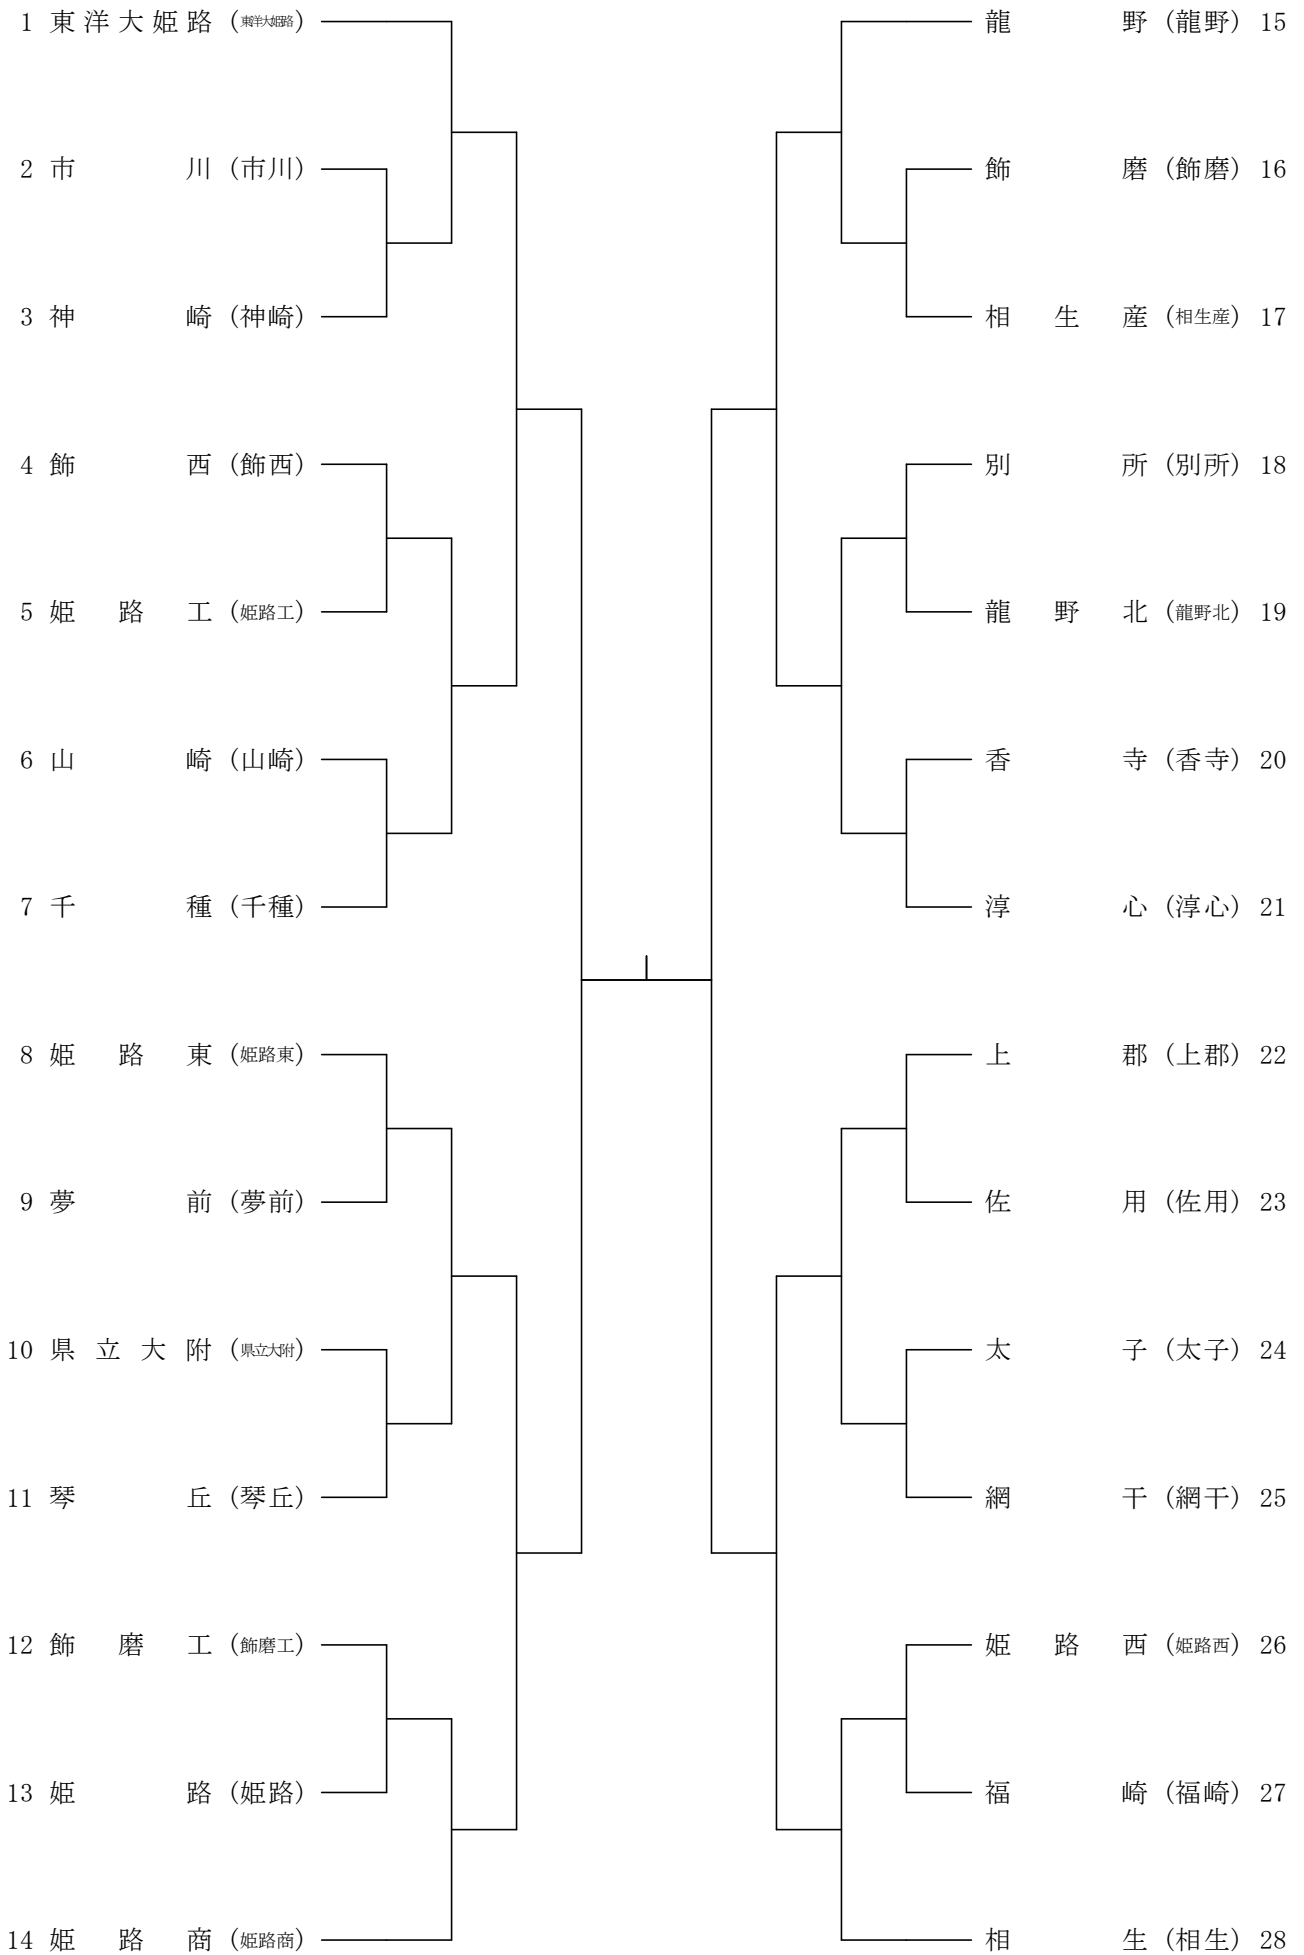 1 東洋大姫路 (東洋大姫路)
2 市川 (市川)
3 神崎 (神崎)
4 飾西 (飾西)
5 姫路工 (姫路工)
6 山崎 (山崎)
7 千種 (千種)
8 姫路東 (姫路東)
9 夢前 (夢前)
10 県立大附 (県立大附)
11 琴丘 (琴丘)
12 飾磨工 (飾磨工)
13 姫路 (姫路)
14 姫路商 (姫路商)
龍野 (龍野) 15
飾磨 (飾磨) 16
相生産 (相生産) 17
別所 (別所) 18
龍野北 (龍野北) 19
香寺 (香寺) 20
淳心 (淳心) 21
上郡 (上郡) 22
佐用 (佐用) 23
太子 (太子) 24
網干 (網干) 25
姫路西 (姫路西) 26
福崎 (福崎) 27
相生 (相生) 28